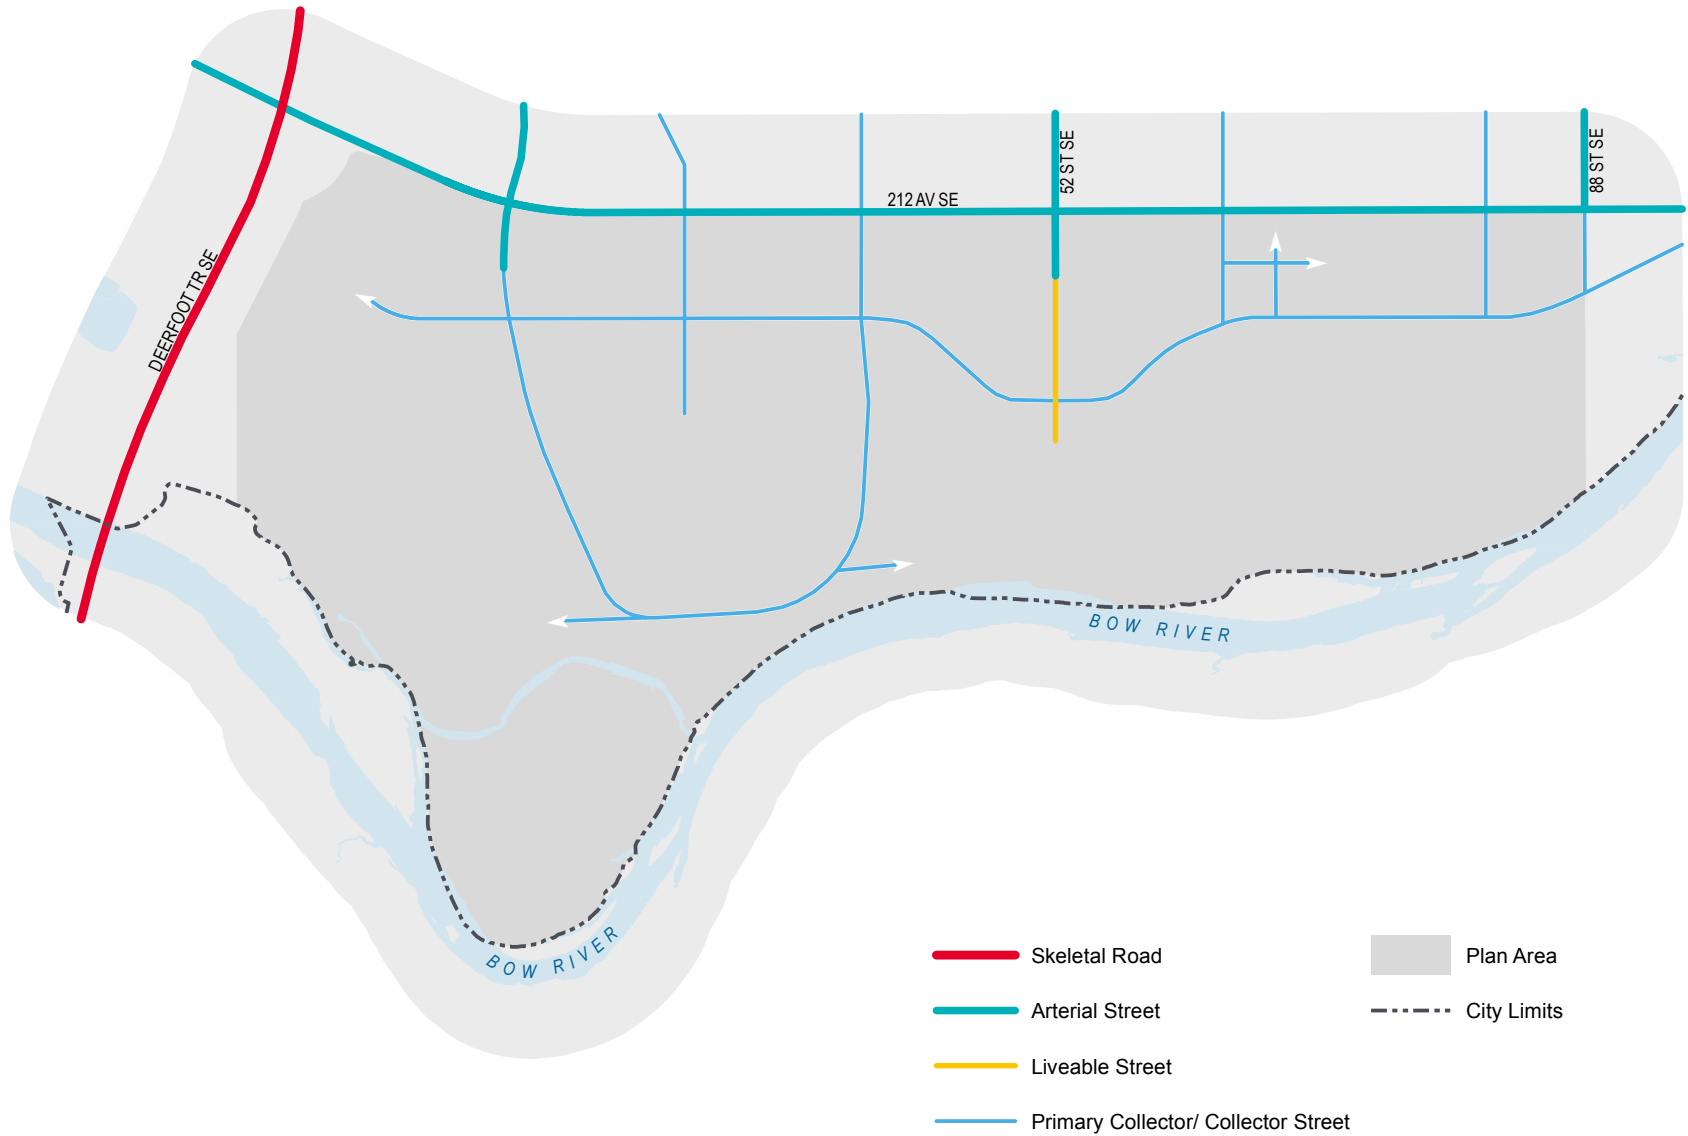 52 ST SE
88 ST SE
212 AV SE
DEERFOOT TR SE
BOW RIVER
BOW RIVER
Skeletal Road
Plan Area
Arterial Street
City Limits
Liveable Street
Primary Collector/ Collector Street